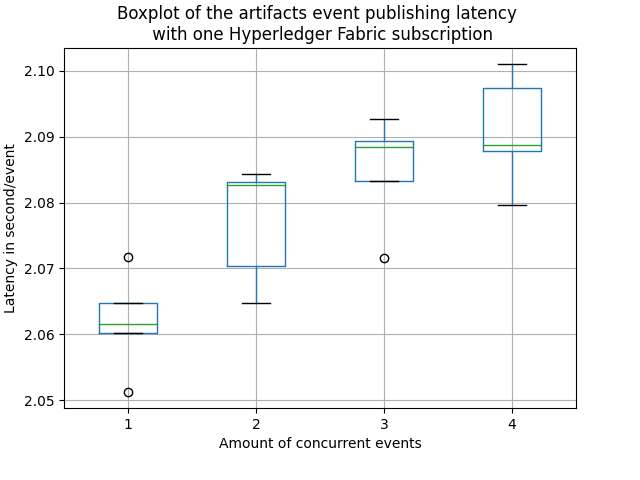 Boxplot of the artifacts event publishing latency
with one Hyperledger Fabric subscription
Latency in second/event
2.10
2.09
2.08
2.07
2.06
2.05
1 2 3 4
Amount of concurrent events